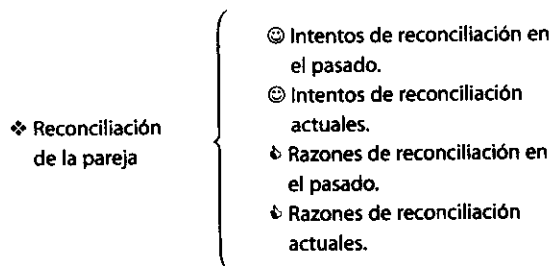 ❖ Reconciliación
de la pareja
☺ Intentos de reconciliación en
el pasado.
☺ Intentos de reconciliación
actuales.
👍 Razones de reconciliación en
el pasado.
👍 Razones de reconciliación
actuales.